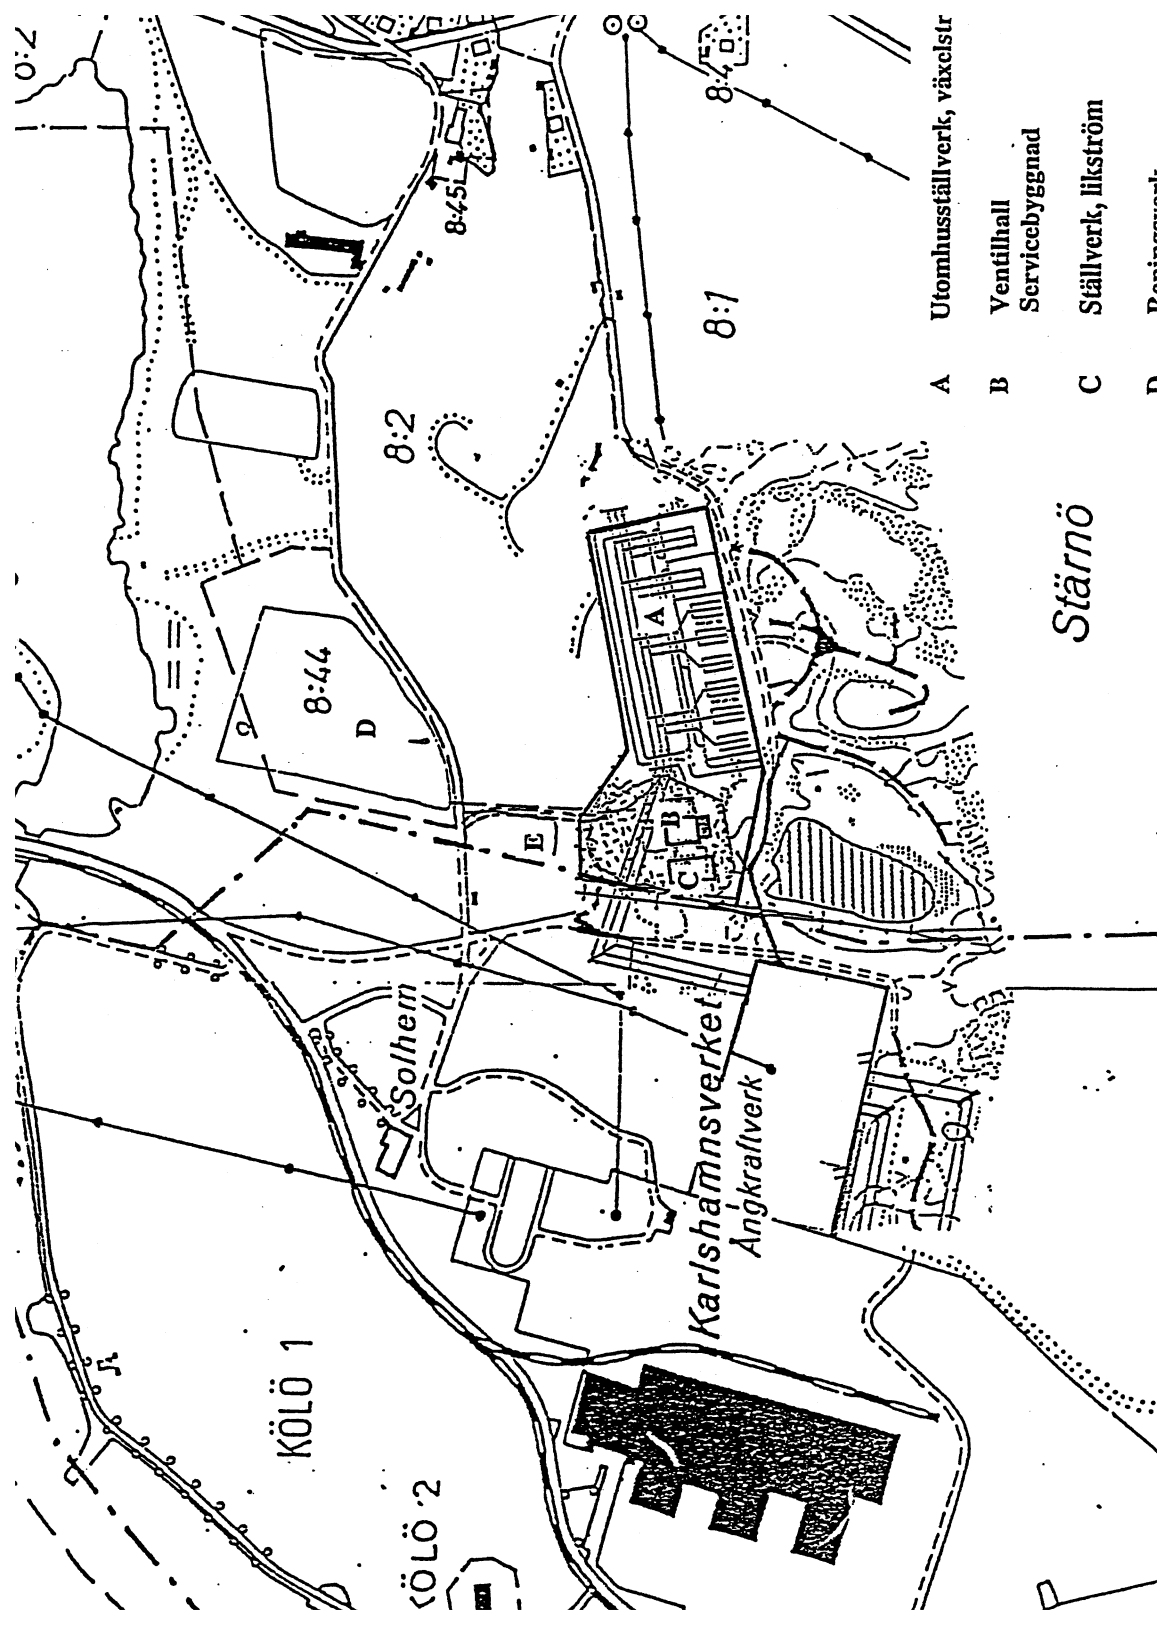 8:2
8:4
8:45
8:1
8:2
8:44
A
B
C
D
E
Stärnö
Solhem
Karlshamnsverket
Ångkraftverk
KÖLÖ 1
KÖLÖ 2
A Utomhusställverk, växelstr
B Ventilhall
Servicebyggnad
C Ställverk, likström
D